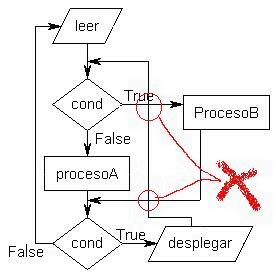 leer
cond
True
ProcesoB
False
procesoA
cond
True
desplegar
False